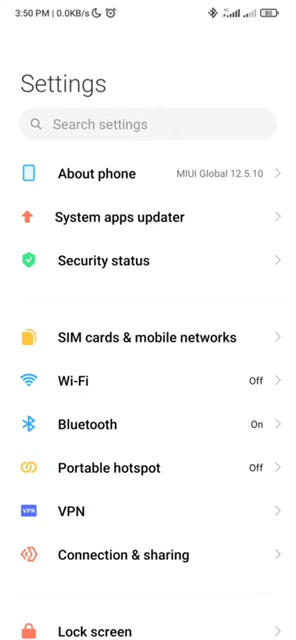 3:50 PM | 0.0KB/s
4G
80
Settings
Search settings
About phone MIUI Global 12.5.10
System apps updater
Security status
SIM cards & mobile networks
Wi-Fi Off
Bluetooth On
Portable hotspot Off
VPN VPN
Connection & sharing
Lock screen